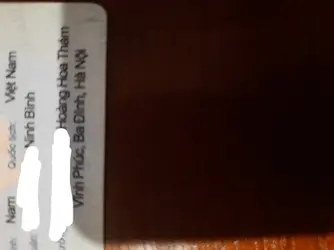 Nam Quốc tịch: Việt Nam
Ninh Bình
Hoàng Hoa Thám
Vĩnh Phúc, Ba Đình, Hà Nội